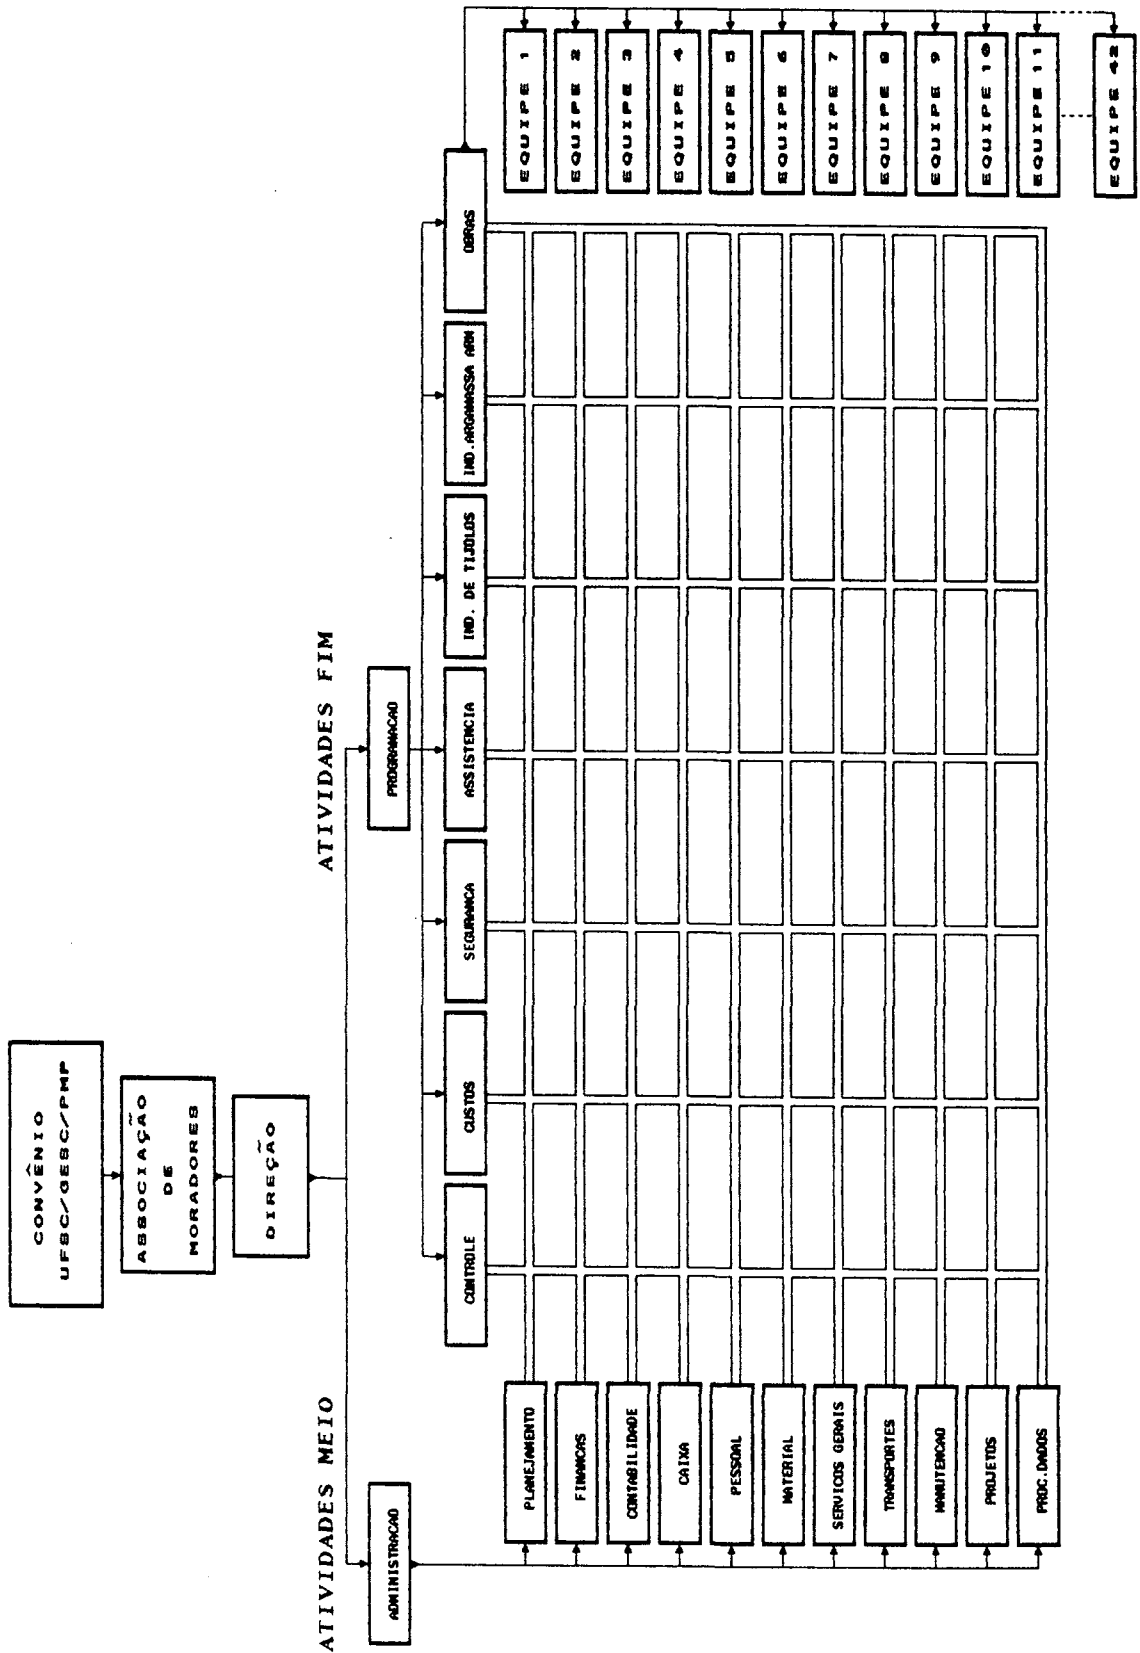 CONVÊNIO
UFSC/GESC/PMP
ASSOCIAÇÃO
DE
MORADORES
DIREÇÃO
ATIVIDADES MEIO
ATIVIDADES FIM
ADMINISTRACAO
PROGRAMACAO
CONTROLE
CUSTOS
SEGURANCA
ASSISTENCIA
IND. DE TIJOLOS
IND.ARGAMASSA ARM
OBRAS
PLANEJAMENTO
FINANCAS
CONTABILIDADE
CAIXA
PESSOAL
MATERIAL
SERVICOS GERAIS
TRANSPORTES
MANUTENCAO
PROJETOS
PROC.DADOS
EQUIPE 1
EQUIPE 2
EQUIPE 3
EQUIPE 4
EQUIPE 5
EQUIPE 6
EQUIPE 7
EQUIPE 8
EQUIPE 9
EQUIPE 10
EQUIPE 11
EQUIPE 42